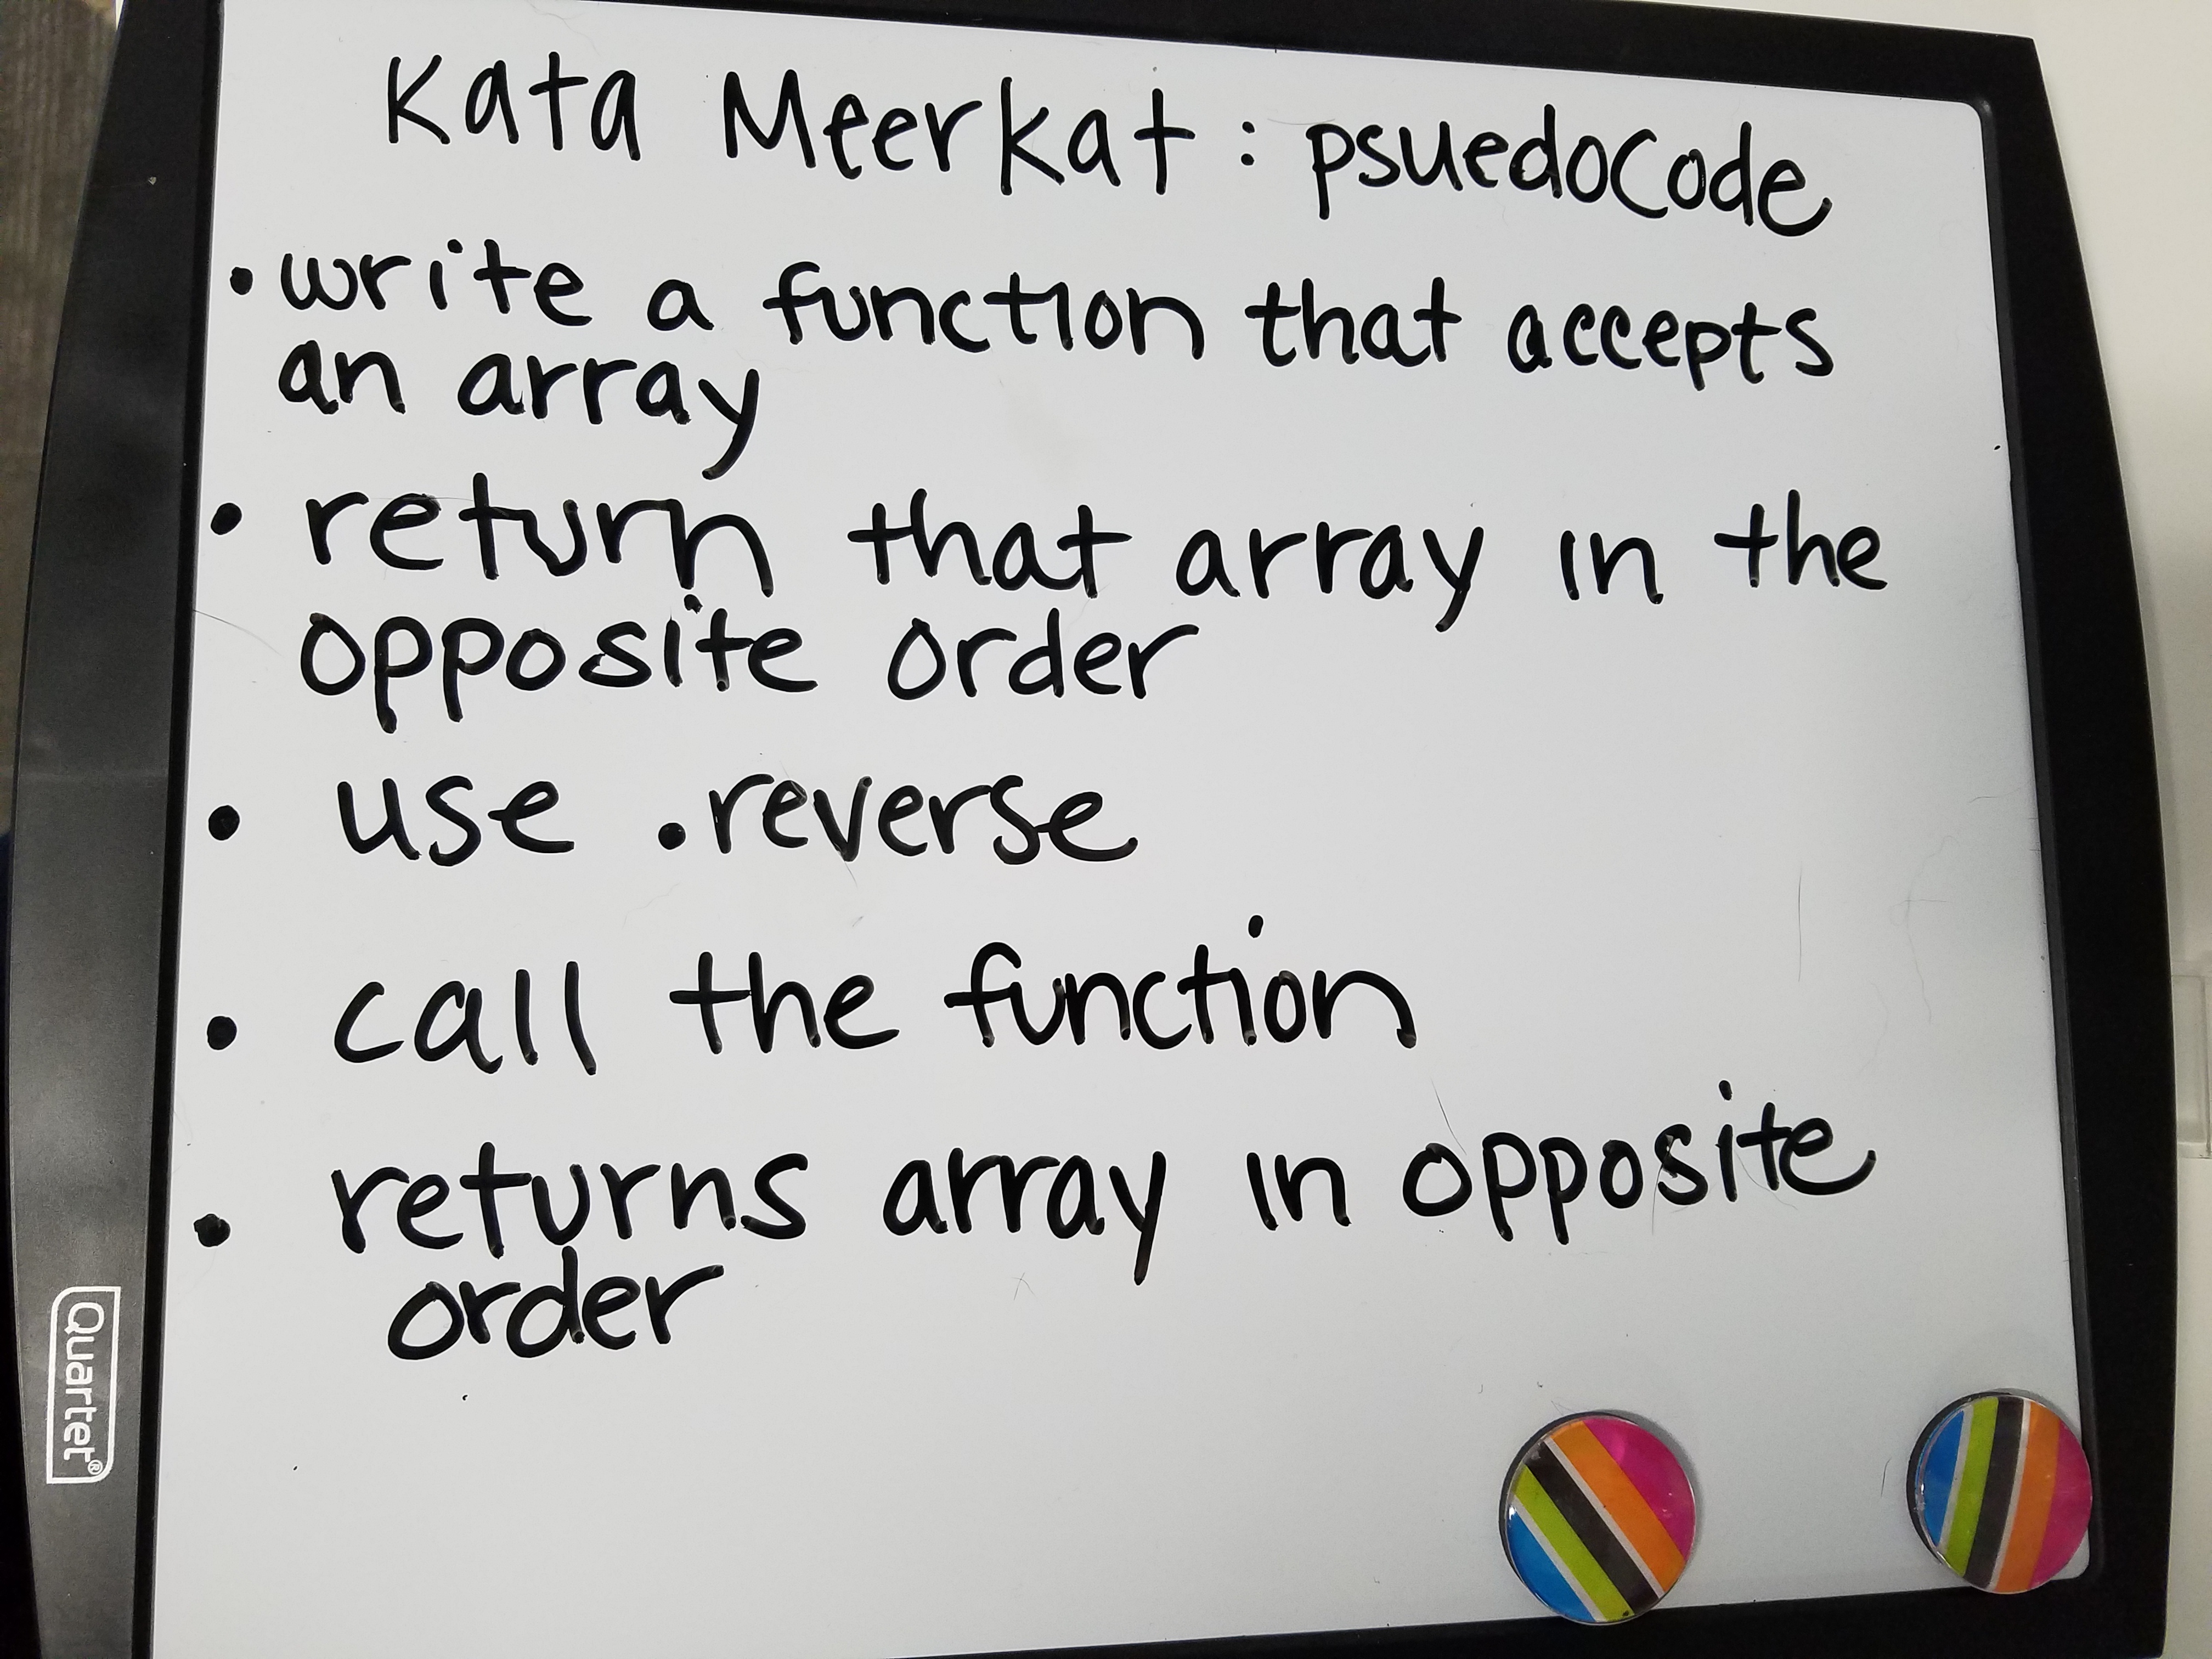 Kata Meerkat : psuedocode
• write a function that accepts
an array
• return that array in the
opposite order
• use .reverse
• call the function
• returns array in opposite
order
Quartet®